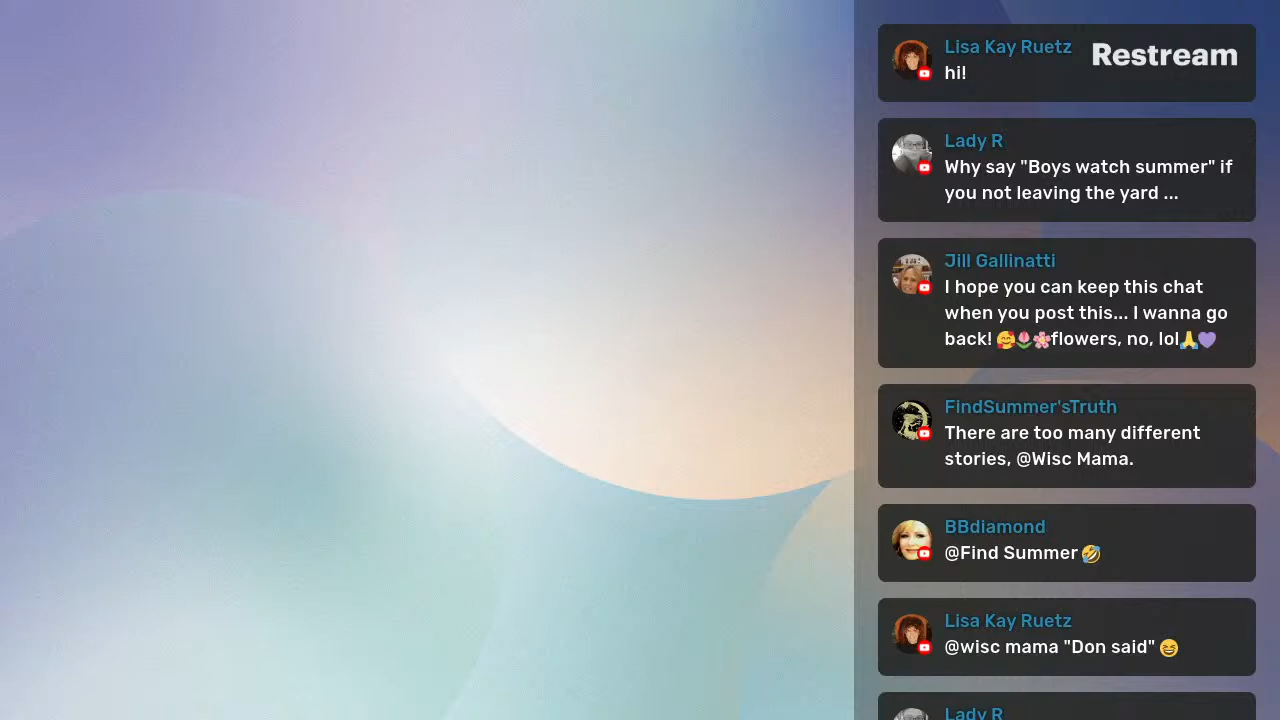 Lisa Kay Ruetz
Restream
hi!
Lady R
Why say "Boys watch summer" if
you not leaving the yard ...
Jill Gallinatti
I hope you can keep this chat
when you post this... I wanna go
back! 🥰🌷🌸flowers, no, lol🙏💜
FindSummer'sTruth
There are too many different
stories, @Wisc Mama.
BBdiamond
@Find Summer 🤣
Lisa Kay Ruetz
@wisc mama "Don said" 😆
Lady R